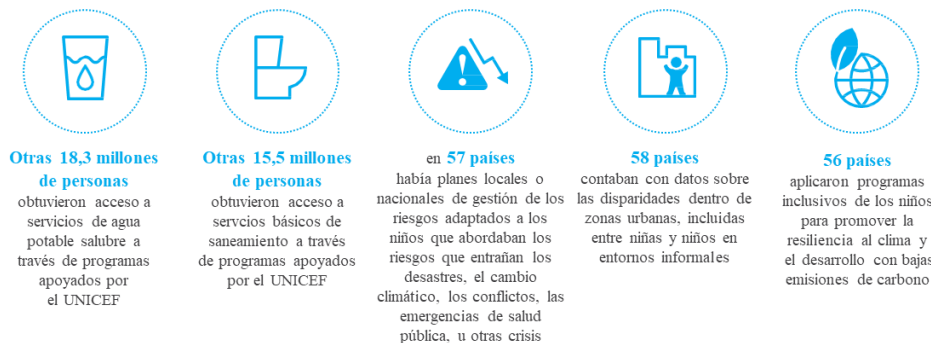 Otras 18,3 millones
de personas
obtuvieron acceso a
servicios de agua
potable salubre a
través de programas
apoyados por
el UNICEF
Otras 15,5 millones
de personas
obtuvieron acceso a
servcios básicos de
saneamiento a través
de programas apoyados
por el UNICEF
en 57 países
había planes locales o
nacionales de gestión de los
riesgos adaptados a los
niños que abordaban los
riesgos que entrañan los
desastres, el cambio
climático, los conflictos, las
emergencias de salud
pública, u otras crisis
58 países
contaban con datos sobre
las disparidades dentro de
zonas urbanas, incluidas
entre niñas y niños en
entornos informales
56 países
aplicaron programas
inclusivos de los niños
para promover la
resiliencia al clima y
el desarrollo con bajas
emisiones de carbono